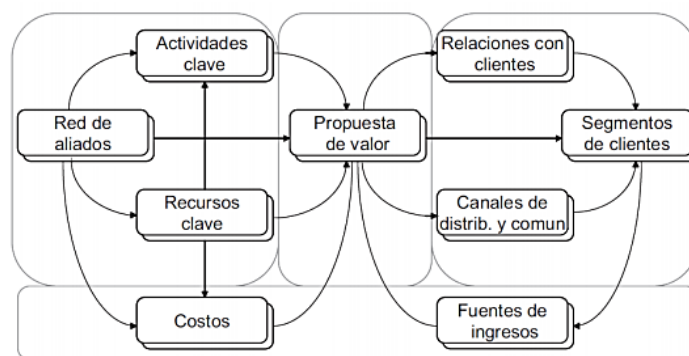 Actividades
clave
Relaciones con
clientes
Red de
aliados
Propuesta
de valor
Segmentos
de clientes
Recursos
clave
Canales de
distrib. y comun.
Costos
Fuentes de
ingresos